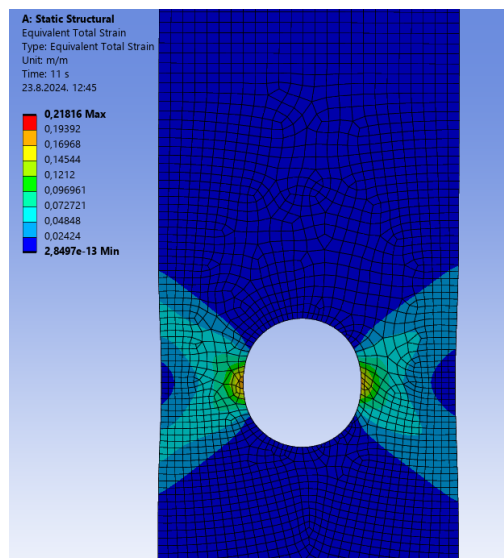 A: Static Structural
Equivalent Total Strain
Type: Equivalent Total Strain
Unit: m/m
Time: 11 s
23.8.2024. 12:45
0,21816 Max
0,19392
0,16968
0,14544
0,1212
0,096961
0,072721
0,04848
0,02424
2,8497e-13 Min